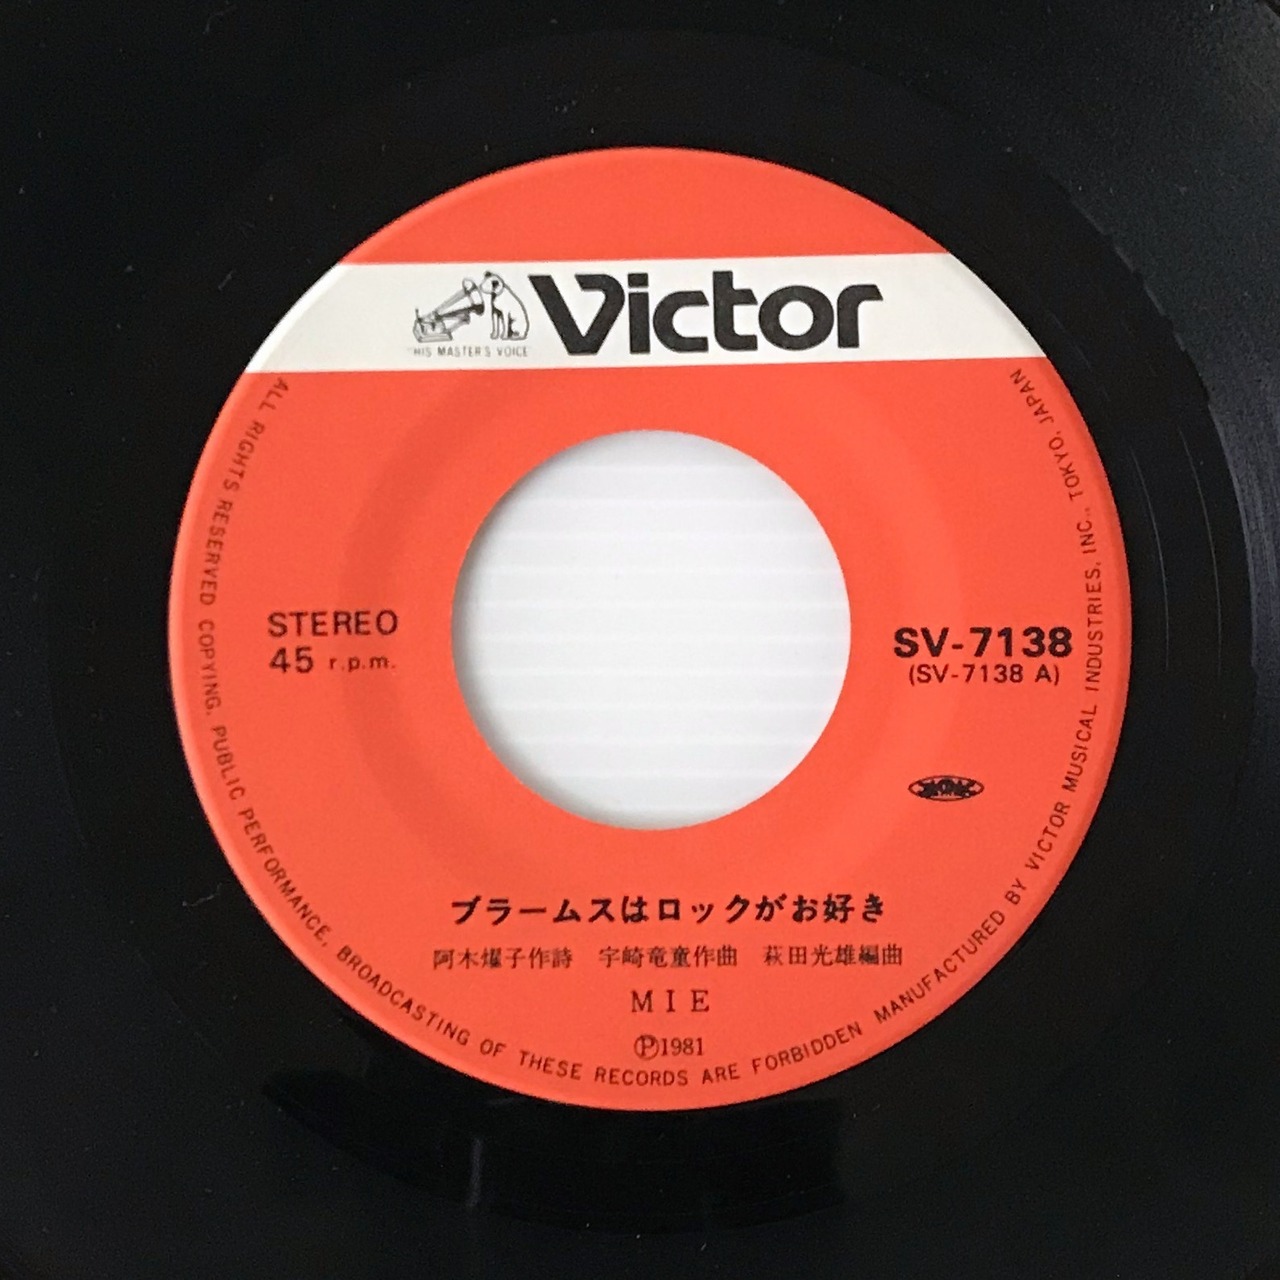 "HIS MASTER'S VOICE"
Victor
STEREO
45 r.p.m.
SV-7138
(SV-7138 A)
ブラームスはロックがお好き
阿木燿子作詩 宇崎竜童作曲 萩田光雄編曲
MIE
Ⓟ1981
ALL RIGHTS RESERVED COPYING, PUBLIC PERFORMANCE, BROADCASTING OF THESE RECORDS ARE FORBIDDEN MANUFACTURED BY VICTOR MUSICAL INDUSTRIES, INC., TOKYO, JAPAN